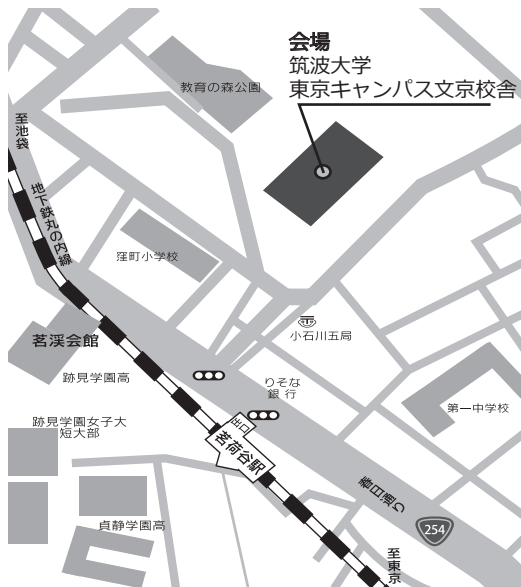 会場
筑波大学
東京キャンパス文京校舎
教育の森公園
至池袋
地下鉄丸の内線
窪町小学校
小石川五局
茗渓会館
りそな
銀行
跡見学園高
第一中学校
跡見学園女子大
短大部
出口
茗荷谷駅
春日通り
254
貞静学園高
至東京